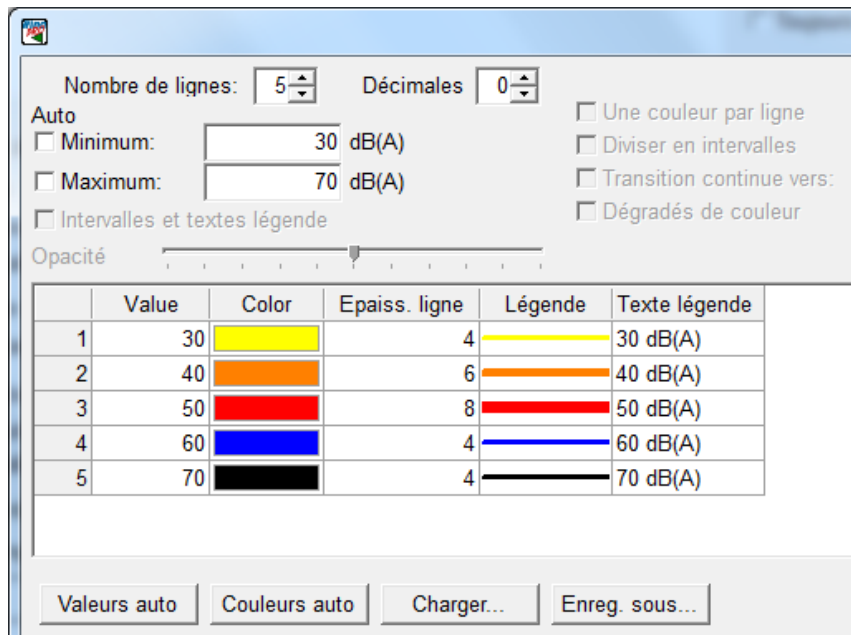 Nombre de lignes: 5 Décimales 0
Auto
Minimum: 30 dB(A)
Maximum: 70 dB(A)
Intervalles et textes légende
Une couleur par ligne
Diviser en intervalles
Transition continue vers:
Dégradés de couleur
Opacité
Value Color Epaiss. ligne Légende Texte légende
1 30 4 30 dB(A)
2 40 6 40 dB(A)
3 50 8 50 dB(A)
4 60 4 60 dB(A)
5 70 4 70 dB(A)
Valeurs auto Couleurs auto Charger... Enreg. sous...